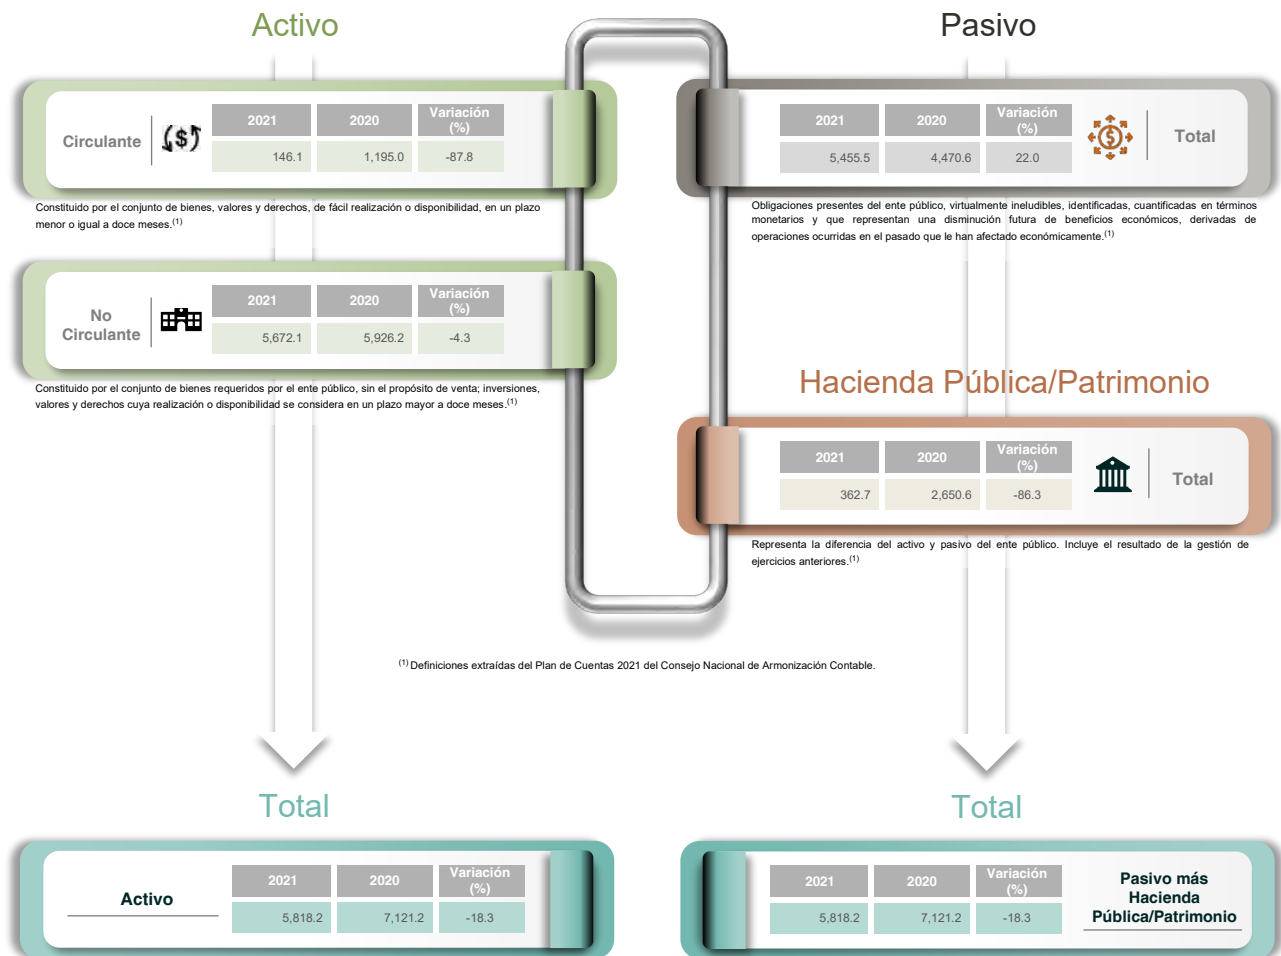 Activo
Circulante
2021 2020 Variación (%)
146.1 1,195.0 -87.8
Constituido por el conjunto de bienes, valores y derechos, de fácil realización o disponibilidad, en un plazo
menor o igual a doce meses.(1)
No
Circulante
2021 2020 Variación (%)
5,672.1 5,926.2 -4.3
Constituido por el conjunto de bienes requeridos por el ente público, sin el propósito de venta; inversiones,
valores y derechos cuya realización o disponibilidad se considera en un plazo mayor a doce meses.(1)
Pasivo
2021 2020 Variación (%)
5,455.5 4,470.6 22.0
Total
Obligaciones presentes del ente público, virtualmente ineludibles, identificadas, cuantificadas en términos
monetarios y que representan una disminución futura de beneficios económicos, derivadas de
operaciones ocurridas en el pasado que le han afectado económicamente.(1)
Hacienda Pública/Patrimonio
2021 2020 Variación (%)
362.7 2,650.6 -86.3
Total
Representa la diferencia del activo y pasivo del ente público. Incluye el resultado de la gestión de
ejercicios anteriores.(1)
(1) Definiciones extraídas del Plan de Cuentas 2021 del Consejo Nacional de Armonización Contable.
Total
Activo
2021 2020 Variación (%)
5,818.2 7,121.2 -18.3
Total
2021 2020 Variación (%)
5,818.2 7,121.2 -18.3
Pasivo más
Hacienda
Pública/Patrimonio